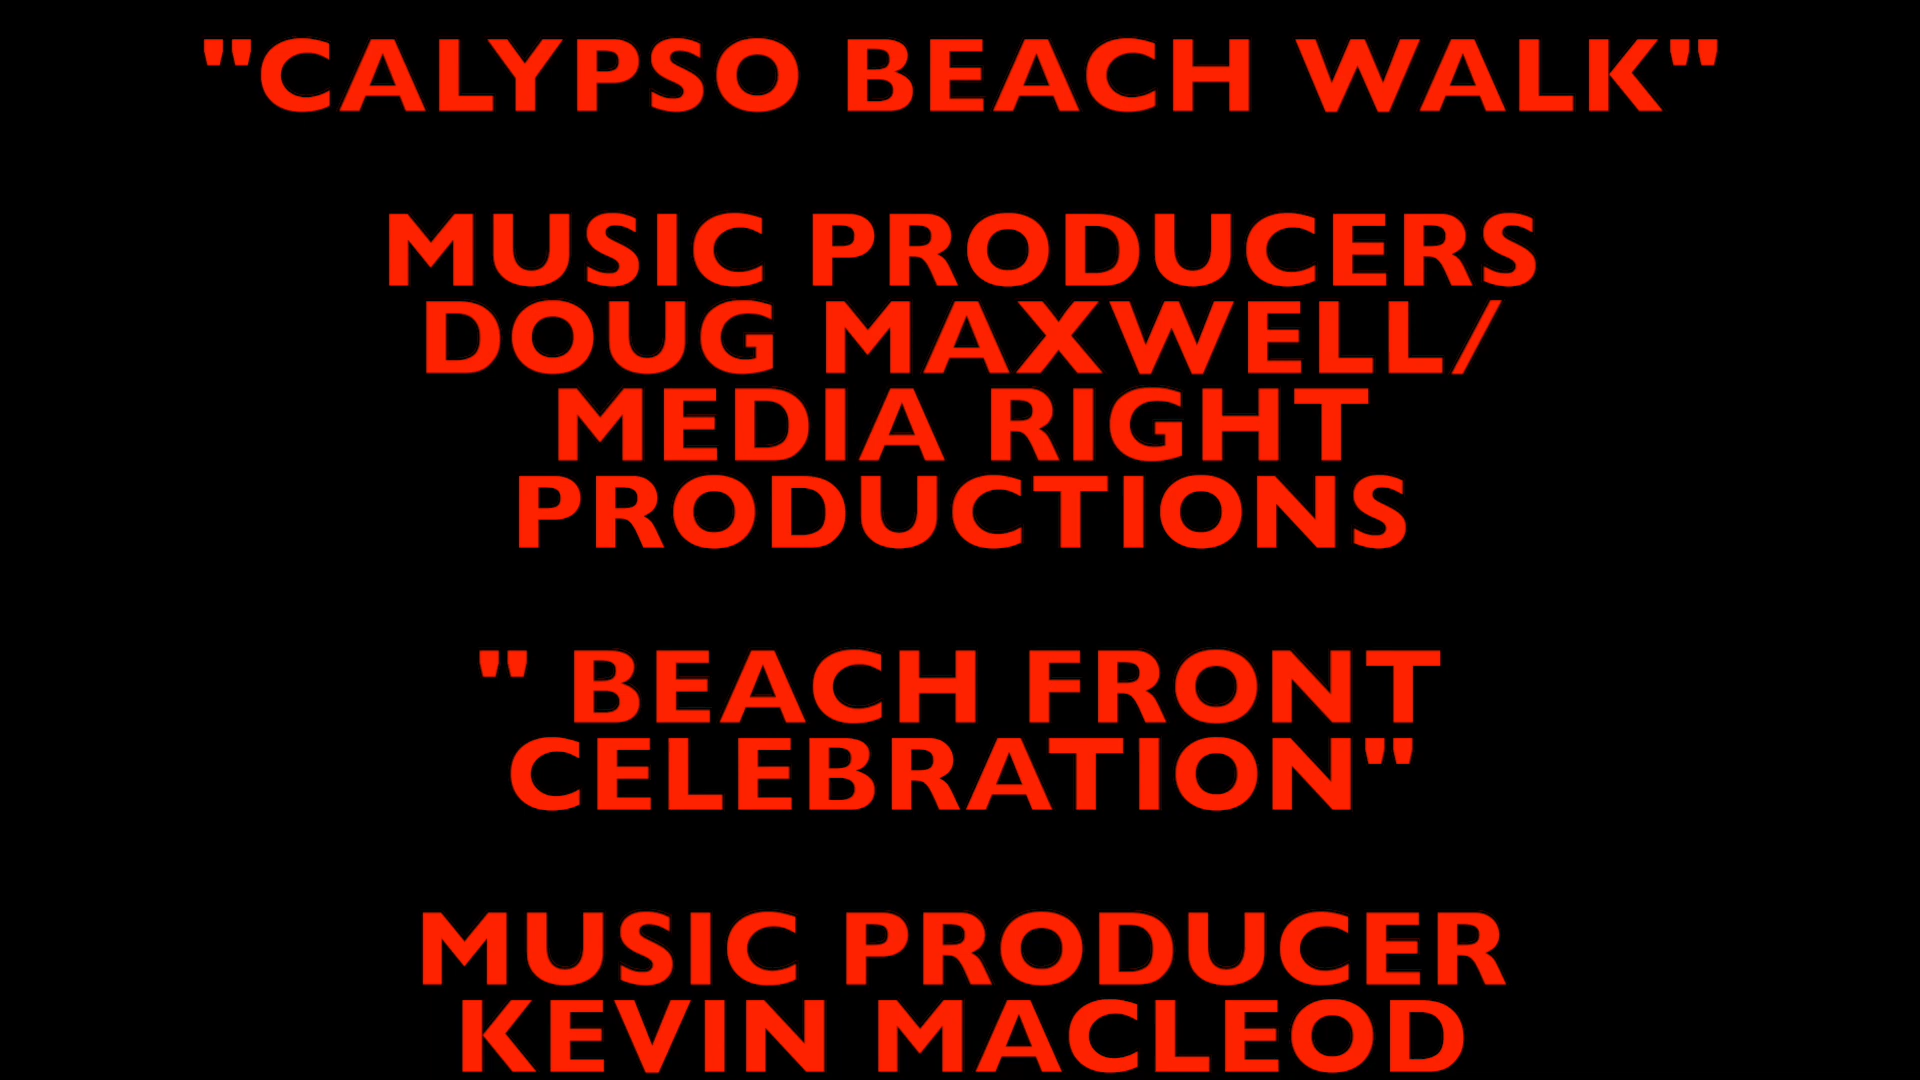 "CALYPSO BEACH WALK"
MUSIC PRODUCERS
DOUG MAXWELL/
MEDIA RIGHT
PRODUCTIONS
" BEACH FRONT
CELEBRATION"
MUSIC PRODUCER
KEVIN MACLEOD